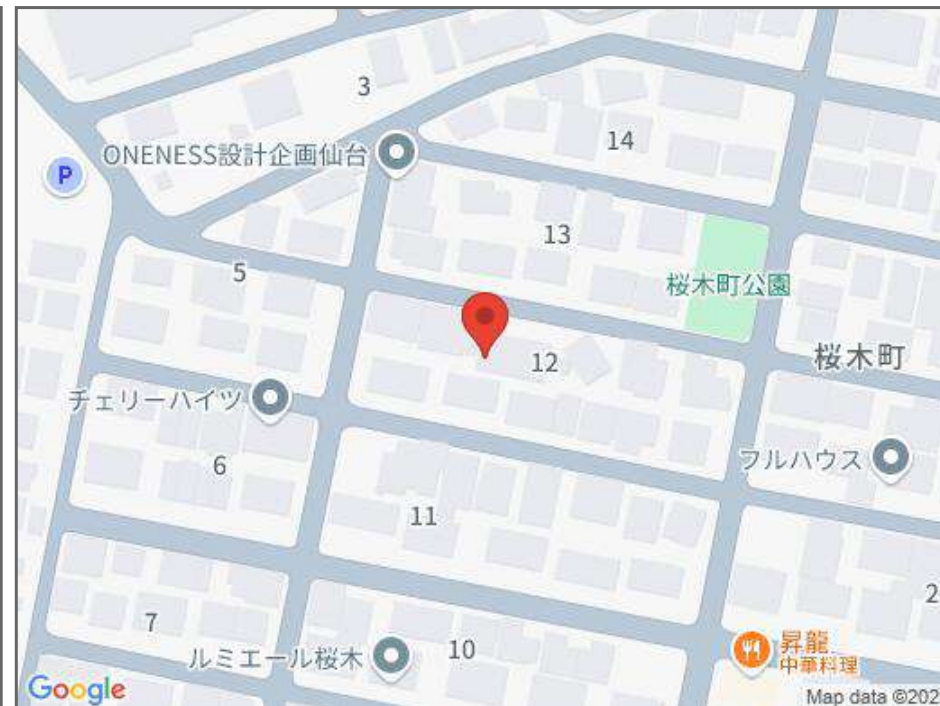 3
14
ONENESS設計企画仙台
P
13
5
桜木町公園
12
桜木町
チェリーハイツ
6
フルハウス
11
2
7
10
ルミエール桜木
昇龍
中華料理
Google
Map data ©202